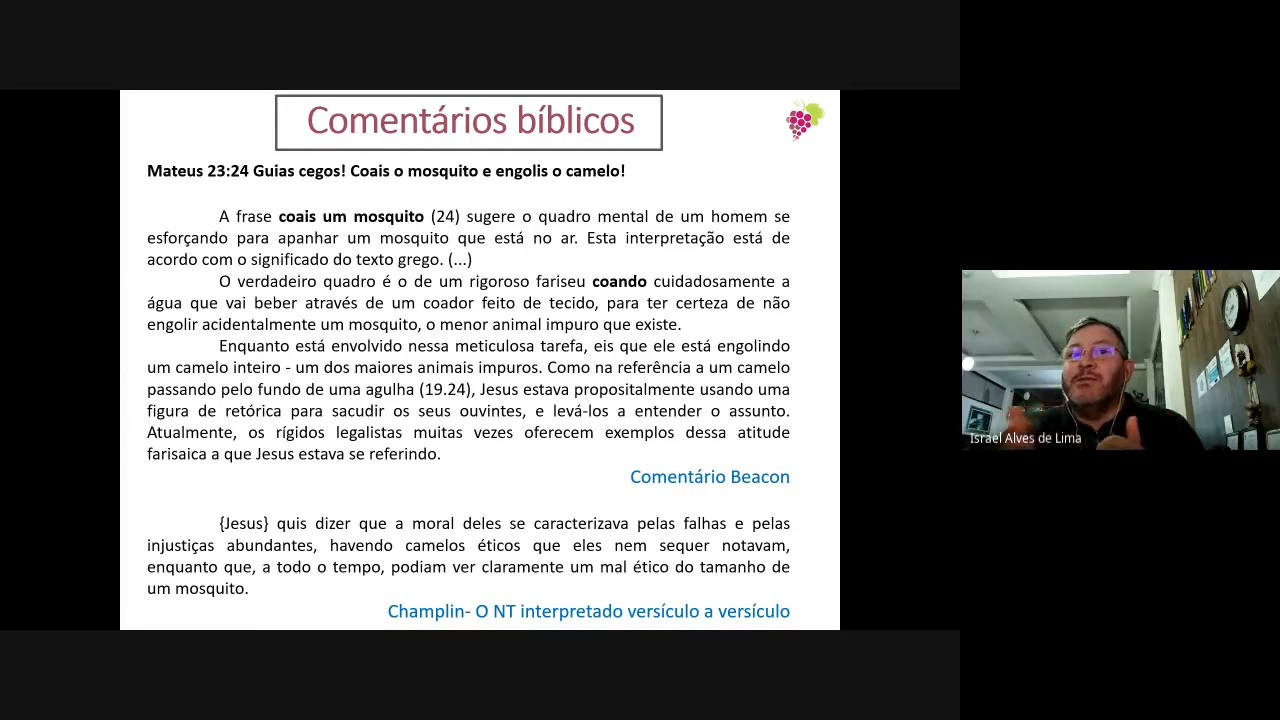 Comentários bíblicos
Mateus 23:24 Guias cegos! Coais o mosquito e engolis o camelo!
A frase coais um mosquito (24) sugere o quadro mental de um homem se
esforçando para apanhar um mosquito que está no ar. Esta interpretação está de
acordo com o significado do texto grego. (...)
O verdadeiro quadro é o de um rigoroso fariseu coando cuidadosamente a
água que vai beber através de um coador feito de tecido, para ter certeza de não
engolir acidentalmente um mosquito, o menor animal impuro que existe.
Enquanto está envolvido nessa meticulosa tarefa, eis que ele está engolindo
um camelo inteiro - um dos maiores animais impuros. Como na referência a um camelo
passando pelo fundo de uma agulha (19.24), Jesus estava propositalmente usando uma
figura de retórica para sacudir os seus ouvintes, e levá-los a entender o assunto.
Atualmente, os rígidos legalistas muitas vezes oferecem exemplos dessa atitude
farisaica a que Jesus estava se referindo.
Comentário Beacon
{Jesus} quis dizer que a moral deles se caracterizava pelas falhas e pelas
injustiças abundantes, havendo camelos éticos que eles nem sequer notavam,
enquanto que, a todo o tempo, podiam ver claramente um mal ético do tamanho de
um mosquito.
Champlin- O NT interpretado versículo a versículo
Israel Alves de Lima